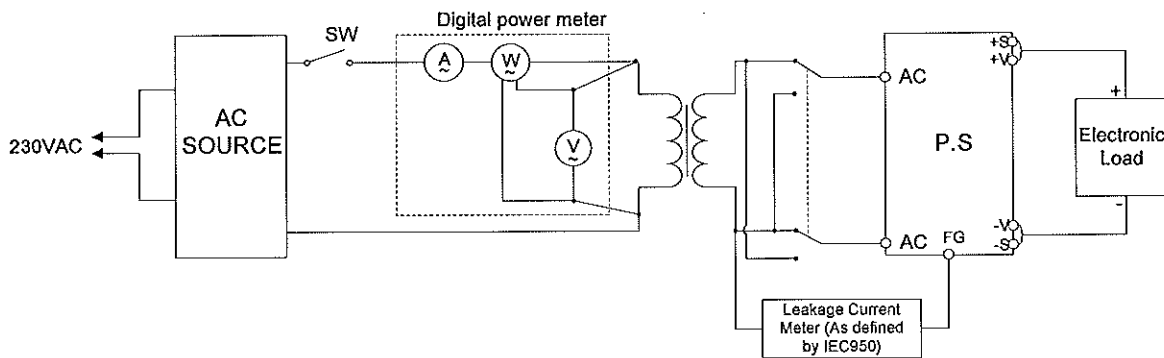 Digital power meter
SW
A
~
W
~
+S
+V
AC
P.S
+
230VAC
AC
SOURCE
V
~
Electronic
Load
-
-V
-S
AC
FG
Leakage Current
Meter (As defined
by IEC950)